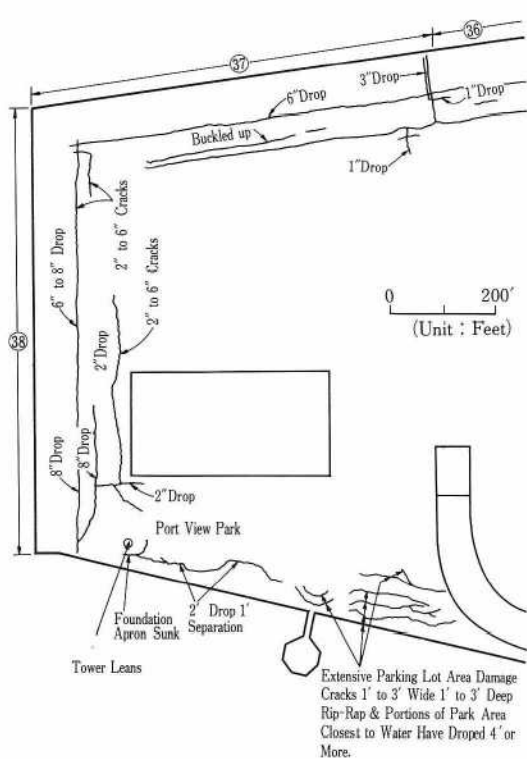 36
37
3"Drop
1"Drop
6"Drop
Buckled up
1"Drop
2" to 6" Cracks
6" to 8" Drop
2" to 6" Cracks
0 200'
(Unit : Feet)
38
2"Drop
8"Drop
8"Drop
2"Drop
Port View Park
Foundation
Apron Sunk
2' Drop 1'
Separation
Tower Leans
Extensive Parking Lot Area Damage
Cracks 1' to 3' Wide 1' to 3' Deep
Rip-Rap & Portions of Park Area
Closest to Water Have Droped 4' or
More.